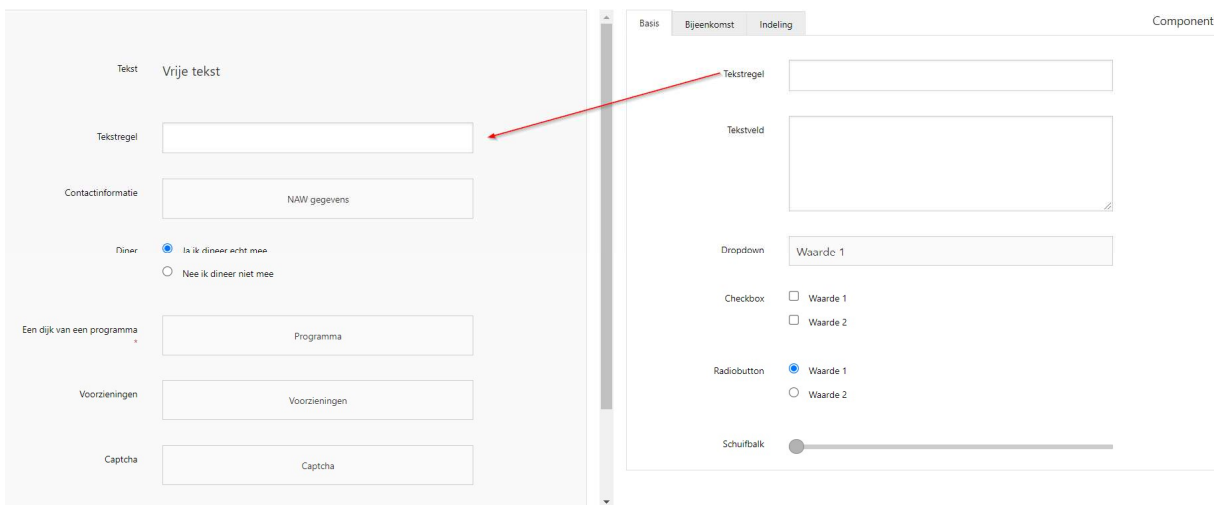 Tekst Vrije tekst
Tekstregel
Contactinformatie NAW gegevens
Diner Ja ik dineer echt mee
Nee ik dineer niet mee
Een dijk van een programma
* Programma
Voorzieningen Voorzieningen
Captcha Captcha
Basis Bijeenkomst Indeling Component
Tekstregel
Tekstveld
Dropdown Waarde 1
Checkbox Waarde 1
Waarde 2
Radiobutton Waarde 1
Waarde 2
Schuifbalk